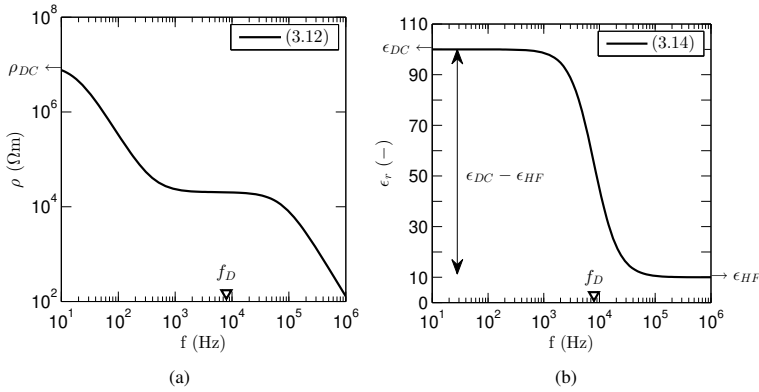 (3.12)
ρ_DC ←
10^8
10^6
10^4
10^2
ρ (Ωm)
f_D
10^1 10^2 10^3 10^4 10^5 10^6
f (Hz)
(a)
(3.14)
ϵ_DC ←
110
90
70
50
30
10
0
ϵ_r (−)
ϵ_DC − ϵ_HF
f_D
→ ϵ_HF
10^1 10^2 10^3 10^4 10^5 10^6
f (Hz)
(b)